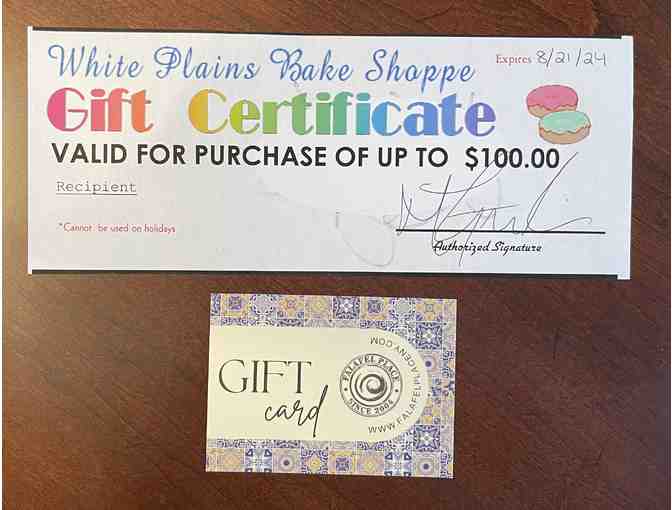 White Plains Bake Shoppe
Expires 8/21/24
Gift Certificate
VALID FOR PURCHASE OF UP TO $100.00
Recipient
*Cannot be used on holidays
Authorized Signature
GIFT
card
FALAFEL PLACE
SINCE 2004
WWW.FALAFELPLACENY.COM